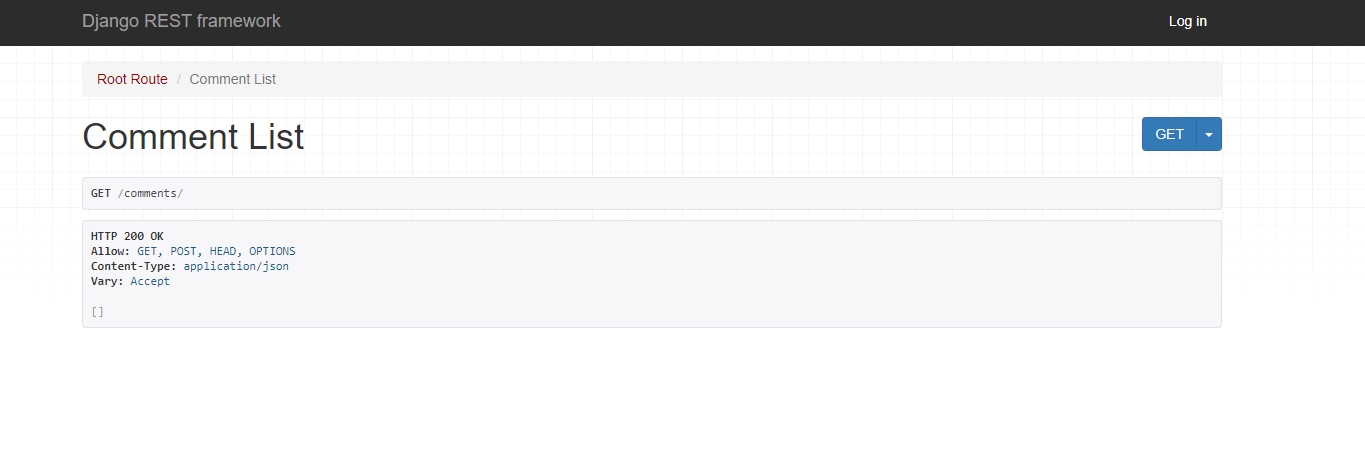 Django REST framework
Log in
Root Route / Comment List
Comment List
GET
GET /comments/
HTTP 200 OK
Allow: GET, POST, HEAD, OPTIONS
Content-Type: application/json
Vary: Accept
[]